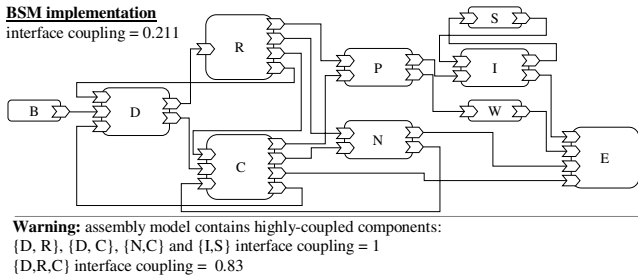 BSM implementation
interface coupling = 0.211
R
S
P
I
B
D
W
N
C
E
Warning: assembly model contains highly-coupled components:
{D, R}, {D, C}, {N,C} and {I,S} interface coupling = 1
{D,R,C} interface coupling = 0.83